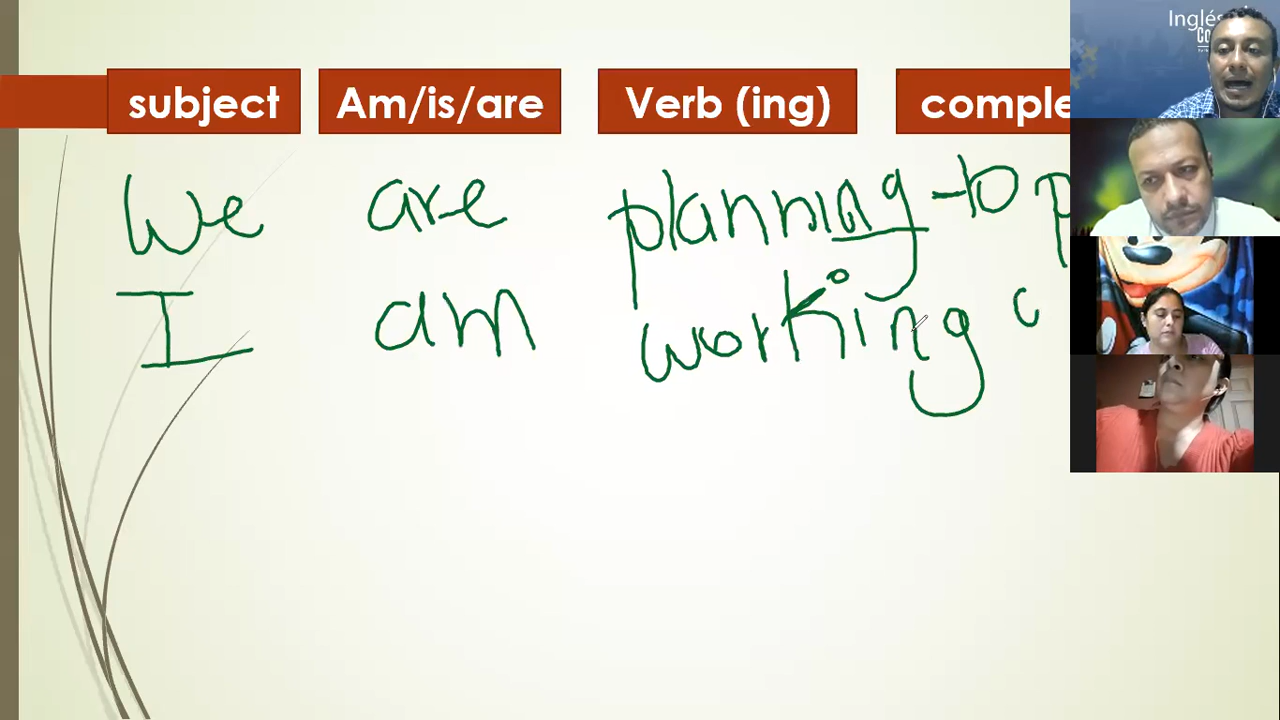 Inglés
subject Am/is/are Verb (ing) comple
We are planning to p
I am working